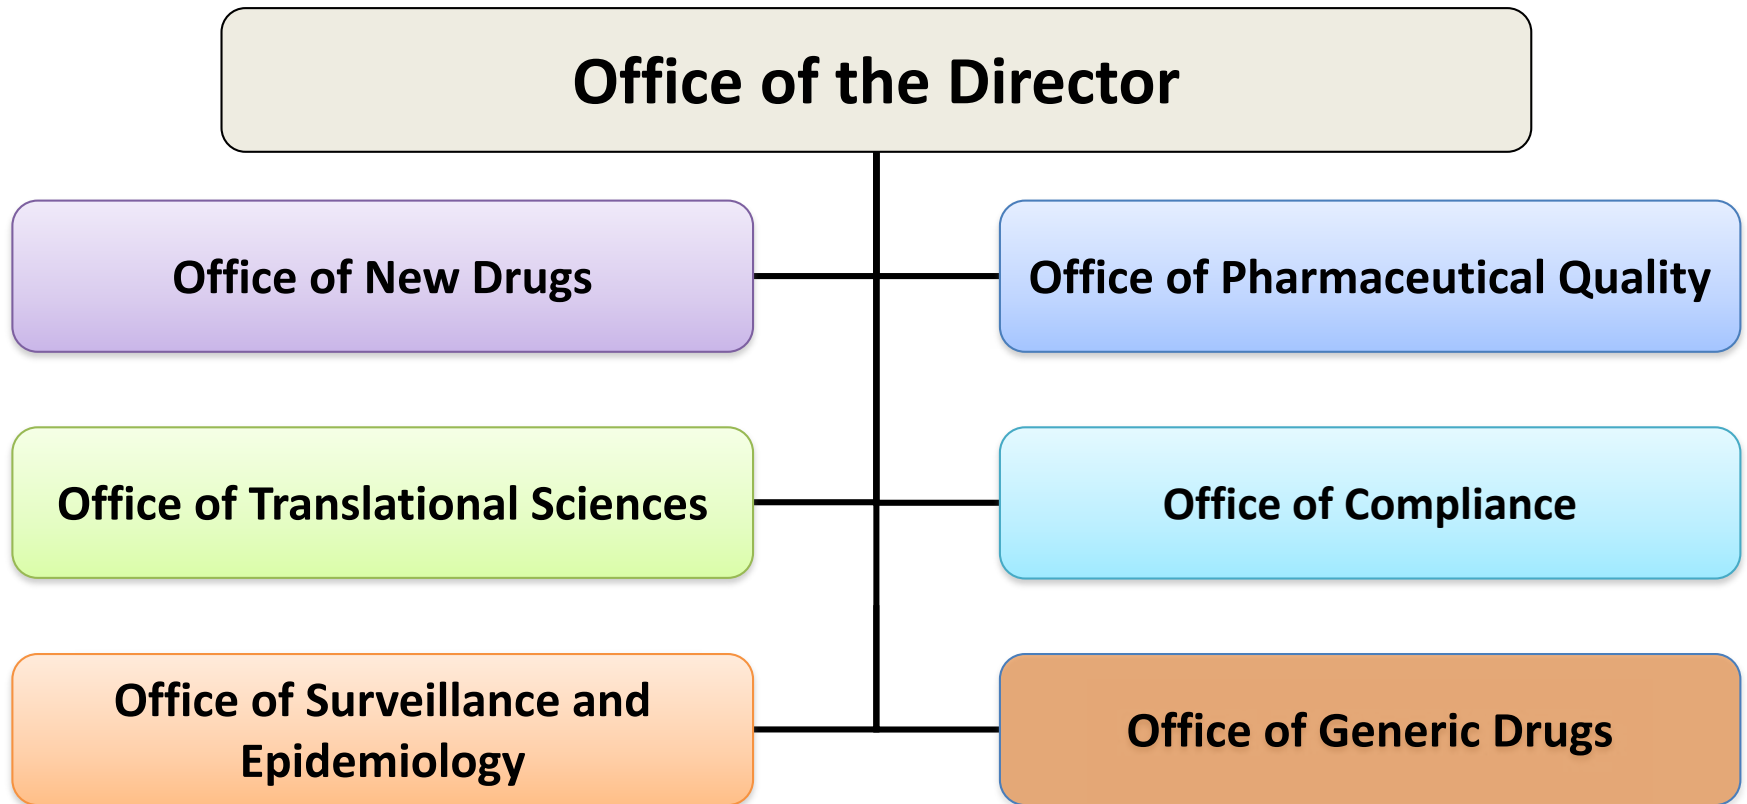 Office of the Director
Office of New Drugs
Office of Pharmaceutical Quality
Office of Translational Sciences
Office of Compliance
Office of Surveillance and
Epidemiology
Office of Generic Drugs